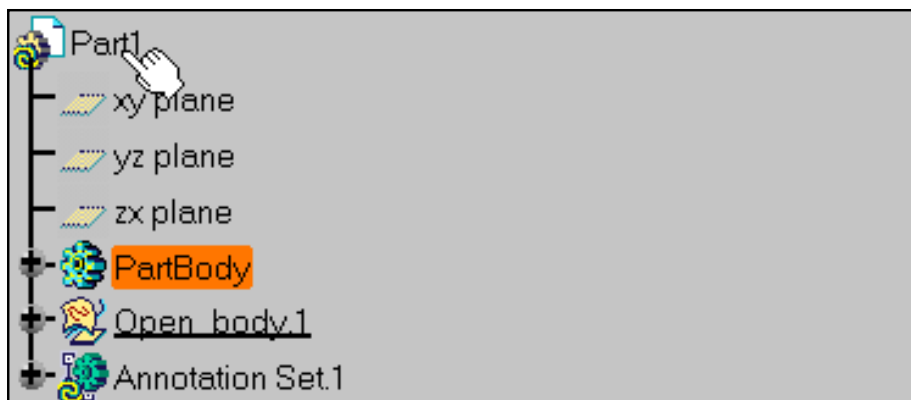 Part1
xy plane
yz plane
zx plane
PartBody
Open_body.1
Annotation Set.1